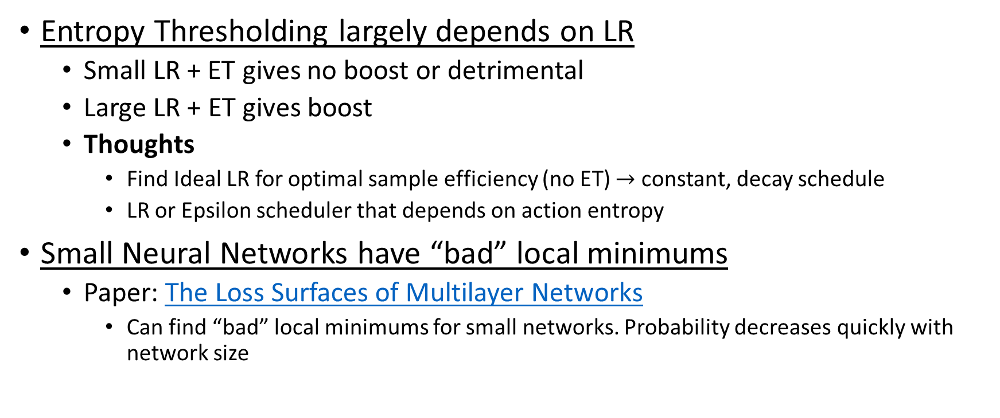 • Entropy Thresholding largely depends on LR
• Small LR + ET gives no boost or detrimental
• Large LR + ET gives boost
• Thoughts
• Find Ideal LR for optimal sample efficiency (no ET) → constant, decay schedule
• LR or Epsilon scheduler that depends on action entropy
• Small Neural Networks have “bad” local minimums
• Paper: The Loss Surfaces of Multilayer Networks
• Can find “bad” local minimums for small networks. Probability decreases quickly with
network size